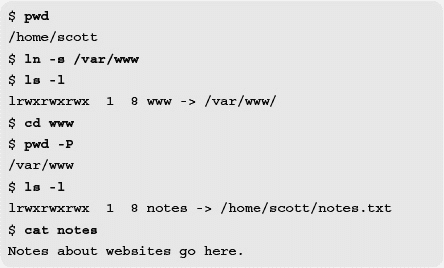 $ pwd
/home/scott
$ ln -s /var/www
$ ls -l
lrwxrwxrwx  1  8 www -> /var/www/
$ cd www
$ pwd -P
/var/www
$ ls -l
lrwxrwxrwx  1  8 notes -> /home/scott/notes.txt
$ cat notes
Notes about websites go here.